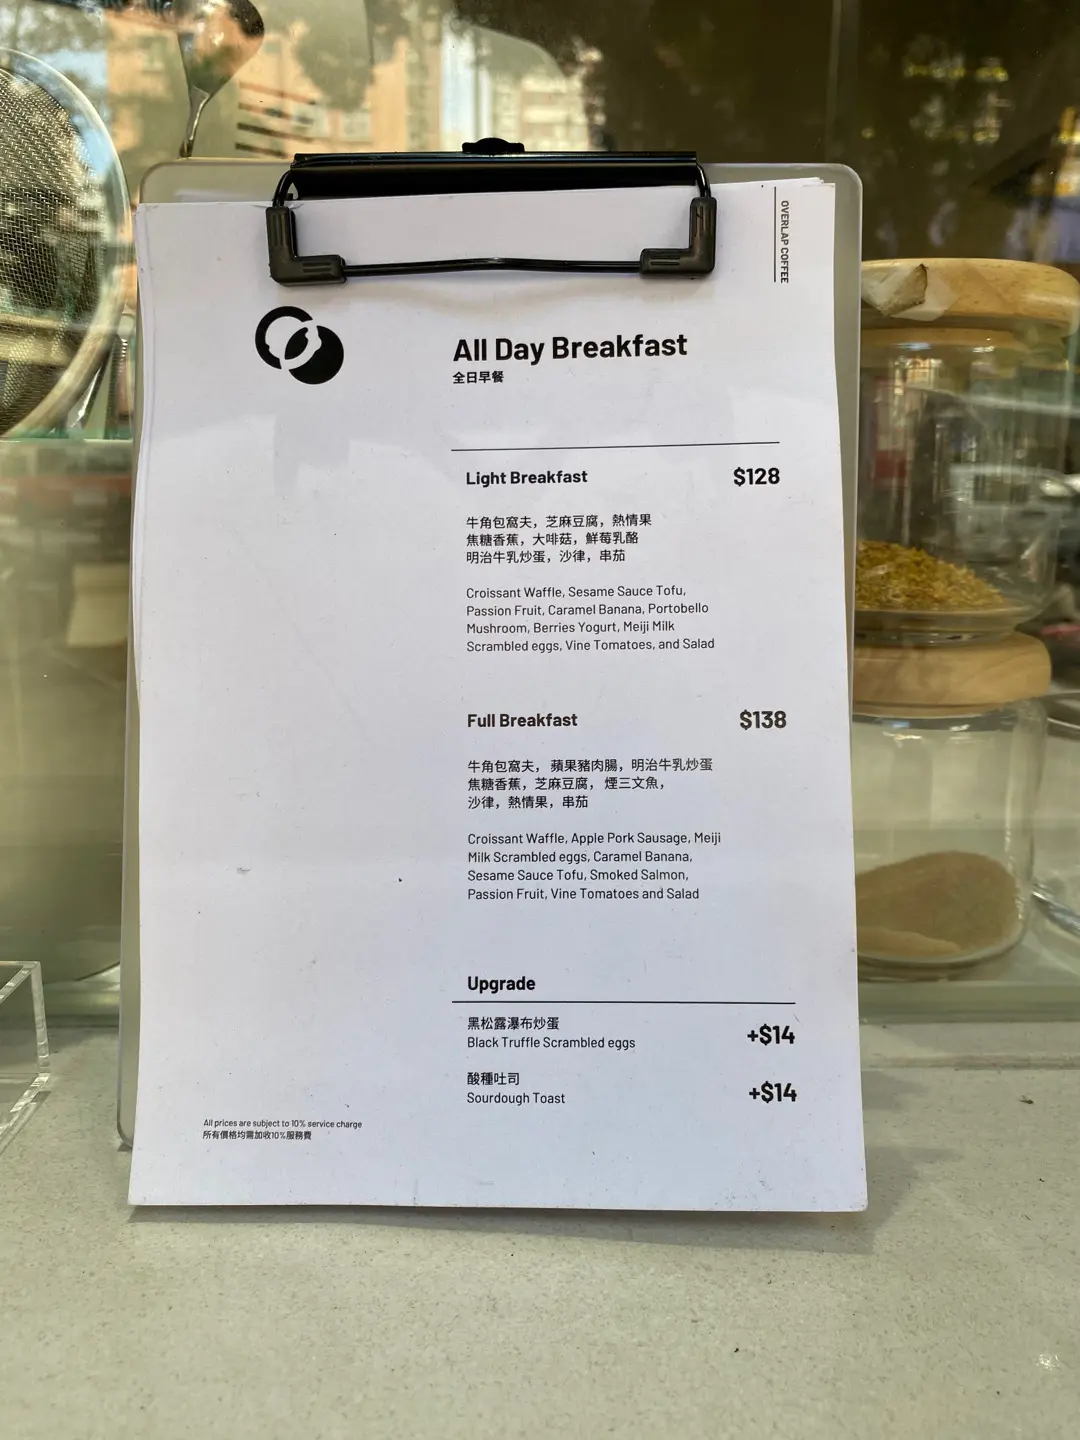 OVERLAP COFFEE
All Day Breakfast
全日早餐
Light Breakfast $128
牛角包窩夫，芝麻豆腐，熱情果
焦糖香蕉，大啡菇，鮮莓乳酪
明治牛乳炒蛋，沙律，串茄
Croissant Waffle, Sesame Sauce Tofu,
Passion Fruit, Caramel Banana, Portobello
Mushroom, Berries Yogurt, Meiji Milk
Scrambled eggs, Vine Tomatoes, and Salad
Full Breakfast $138
牛角包窩夫， 蘋果豬肉腸，明治牛乳炒蛋
焦糖香蕉，芝麻豆腐， 煙三文魚，
沙律，熱情果，串茄
Croissant Waffle, Apple Pork Sausage, Meiji
Milk Scrambled eggs, Caramel Banana,
Sesame Sauce Tofu, Smoked Salmon,
Passion Fruit, Vine Tomatoes and Salad
Upgrade
黑松露瀑布炒蛋
Black Truffle Scrambled eggs +$14
酸種吐司
Sourdough Toast +$14
All prices are subject to 10% service charge
所有價格均需加收10%服務費